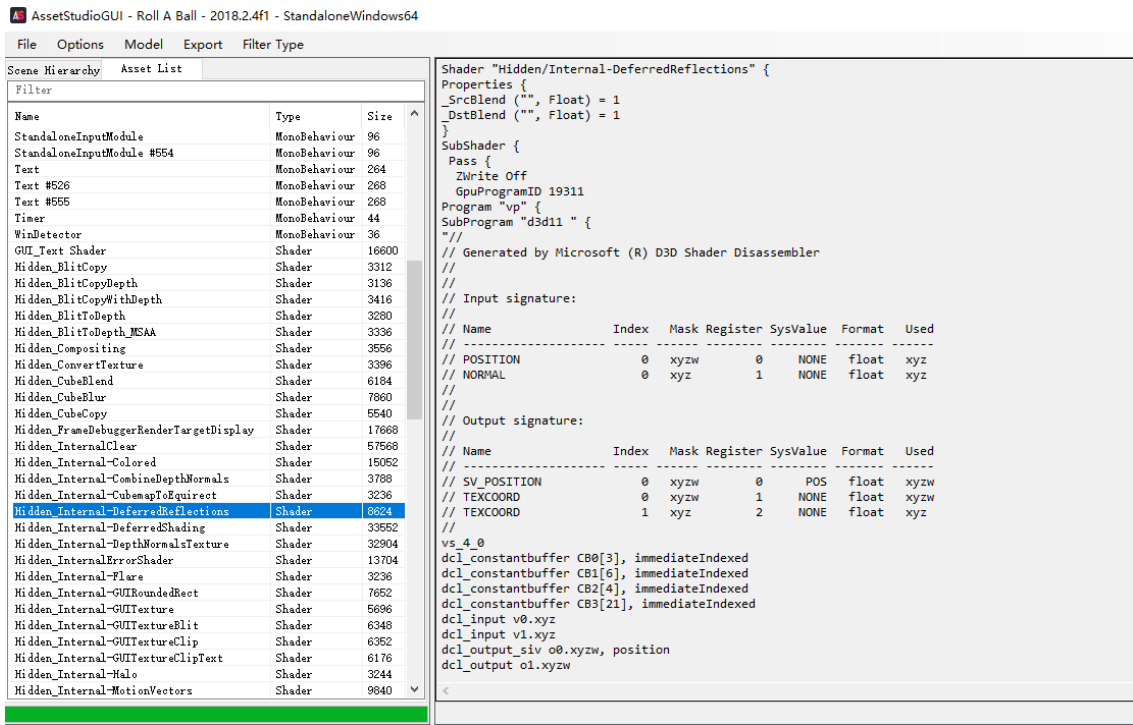 AS AssetStudioGUI - Roll A Ball - 2018.2.4f1 - StandaloneWindows64
File Options Model Export Filter Type
Scene Hierarchy Asset List
Filter
Name Type Size
StandaloneInputModule MonoBehaviour 96
StandaloneInputModule #554 MonoBehaviour 96
Text MonoBehaviour 264
Text #526 MonoBehaviour 268
Text #555 MonoBehaviour 268
Timer MonoBehaviour 44
WinDetector MonoBehaviour 36
GUI_Text Shader Shader 16600
Hidden_BlitCopy Shader 3312
Hidden_BlitCopyDepth Shader 3136
Hidden_BlitCopyWithDepth Shader 3416
Hidden_BlitToDepth Shader 3280
Hidden_BlitToDepth_MSAA Shader 3336
Hidden_Compositing Shader 3556
Hidden_ConvertTexture Shader 3396
Hidden_CubeBlend Shader 6184
Hidden_CubeBlur Shader 7860
Hidden_CubeCopy Shader 5540
Hidden_FrameDebuggerRenderTargetDisplay Shader 17668
Hidden_InternalClear Shader 57568
Hidden_Internal-Colored Shader 15052
Hidden_Internal-CombineDepthNormals Shader 3788
Hidden_Internal-CubemapToEquirect Shader 3236
Hidden_Internal-DeferredReflections Shader 8624
Hidden_Internal-DeferredShading Shader 33552
Hidden_Internal-DepthNormalsTexture Shader 32904
Hidden_InternalErrorShader Shader 13704
Hidden_Internal-Flare Shader 3236
Hidden_Internal-GUIRoundedRect Shader 7652
Hidden_Internal-GUITexture Shader 5696
Hidden_Internal-GUITextureBlit Shader 6348
Hidden_Internal-GUITextureClip Shader 6352
Hidden_Internal-GUITextureClipText Shader 6176
Hidden_Internal-Halo Shader 3244
Hidden_Internal-MotionVectors Shader 9840
Shader "Hidden/Internal-DeferredReflections" {
Properties {
_SrcBlend ("", Float) = 1
_DstBlend ("", Float) = 1
}
SubShader {
Pass {
ZWrite Off
GpuProgramID 19311
Program "vp" {
SubProgram "d3d11 " {
"//
// Generated by Microsoft (R) D3D Shader Disassembler
//
//
// Input signature:
//
// Name Index Mask Register SysValue Format Used
// -------------------- ----- ------ -------- -------- ------- ------
// POSITION 0 xyzw 0 NONE float xyz
// NORMAL 0 xyz 1 NONE float xyz
//
//
// Output signature:
//
// Name Index Mask Register SysValue Format Used
// -------------------- ----- ------ -------- -------- ------- ------
// SV_POSITION 0 xyzw 0 POS float xyzw
// TEXCOORD 0 xyzw 1 NONE float xyzw
// TEXCOORD 1 xyz 2 NONE float xyz
//
vs_4_0
dcl_constantbuffer CB0[3], immediateIndexed
dcl_constantbuffer CB1[6], immediateIndexed
dcl_constantbuffer CB2[4], immediateIndexed
dcl_constantbuffer CB3[21], immediateIndexed
dcl_input v0.xyz
dcl_input v1.xyz
dcl_output_siv o0.xyzw, position
dcl_output o1.xyzw